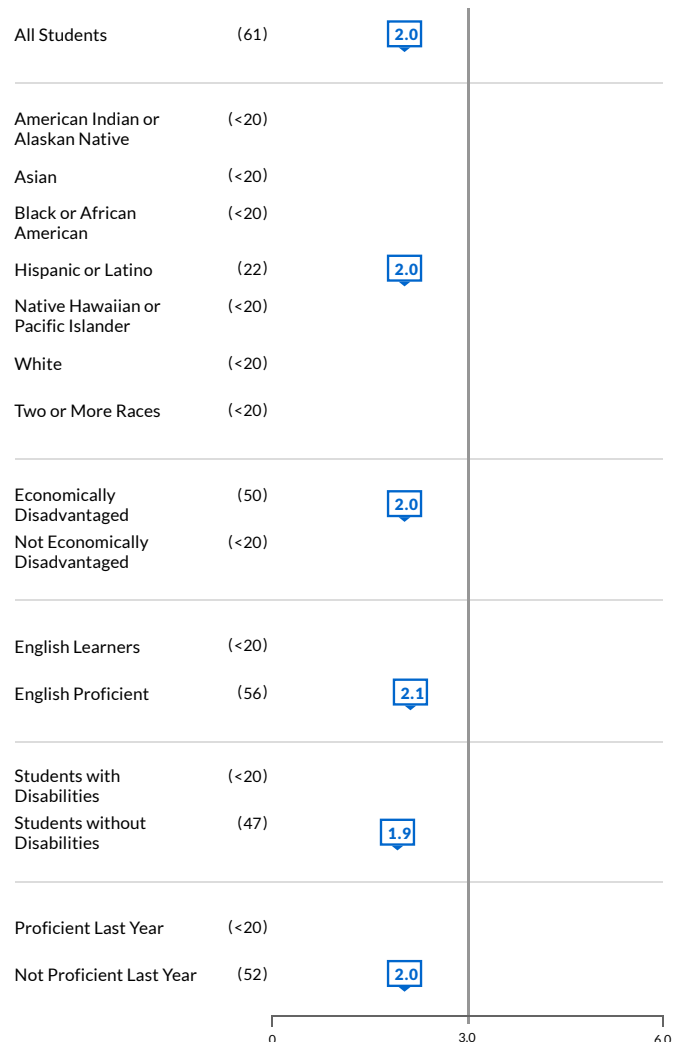 All Students (61) 2.0
American Indian or (<20)
Alaskan Native
Asian (<20)
Black or African (<20)
American
Hispanic or Latino (22) 2.0
Native Hawaiian or (<20)
Pacific Islander
White (<20)
Two or More Races (<20)
Economically (50) 2.0
Disadvantaged
Not Economically (<20)
Disadvantaged
English Learners (<20)
English Proficient (56) 2.1
Students with (<20)
Disabilities
Students without (47) 1.9
Disabilities
Proficient Last Year (<20)
Not Proficient Last Year (52) 2.0
0 3.0 6.0